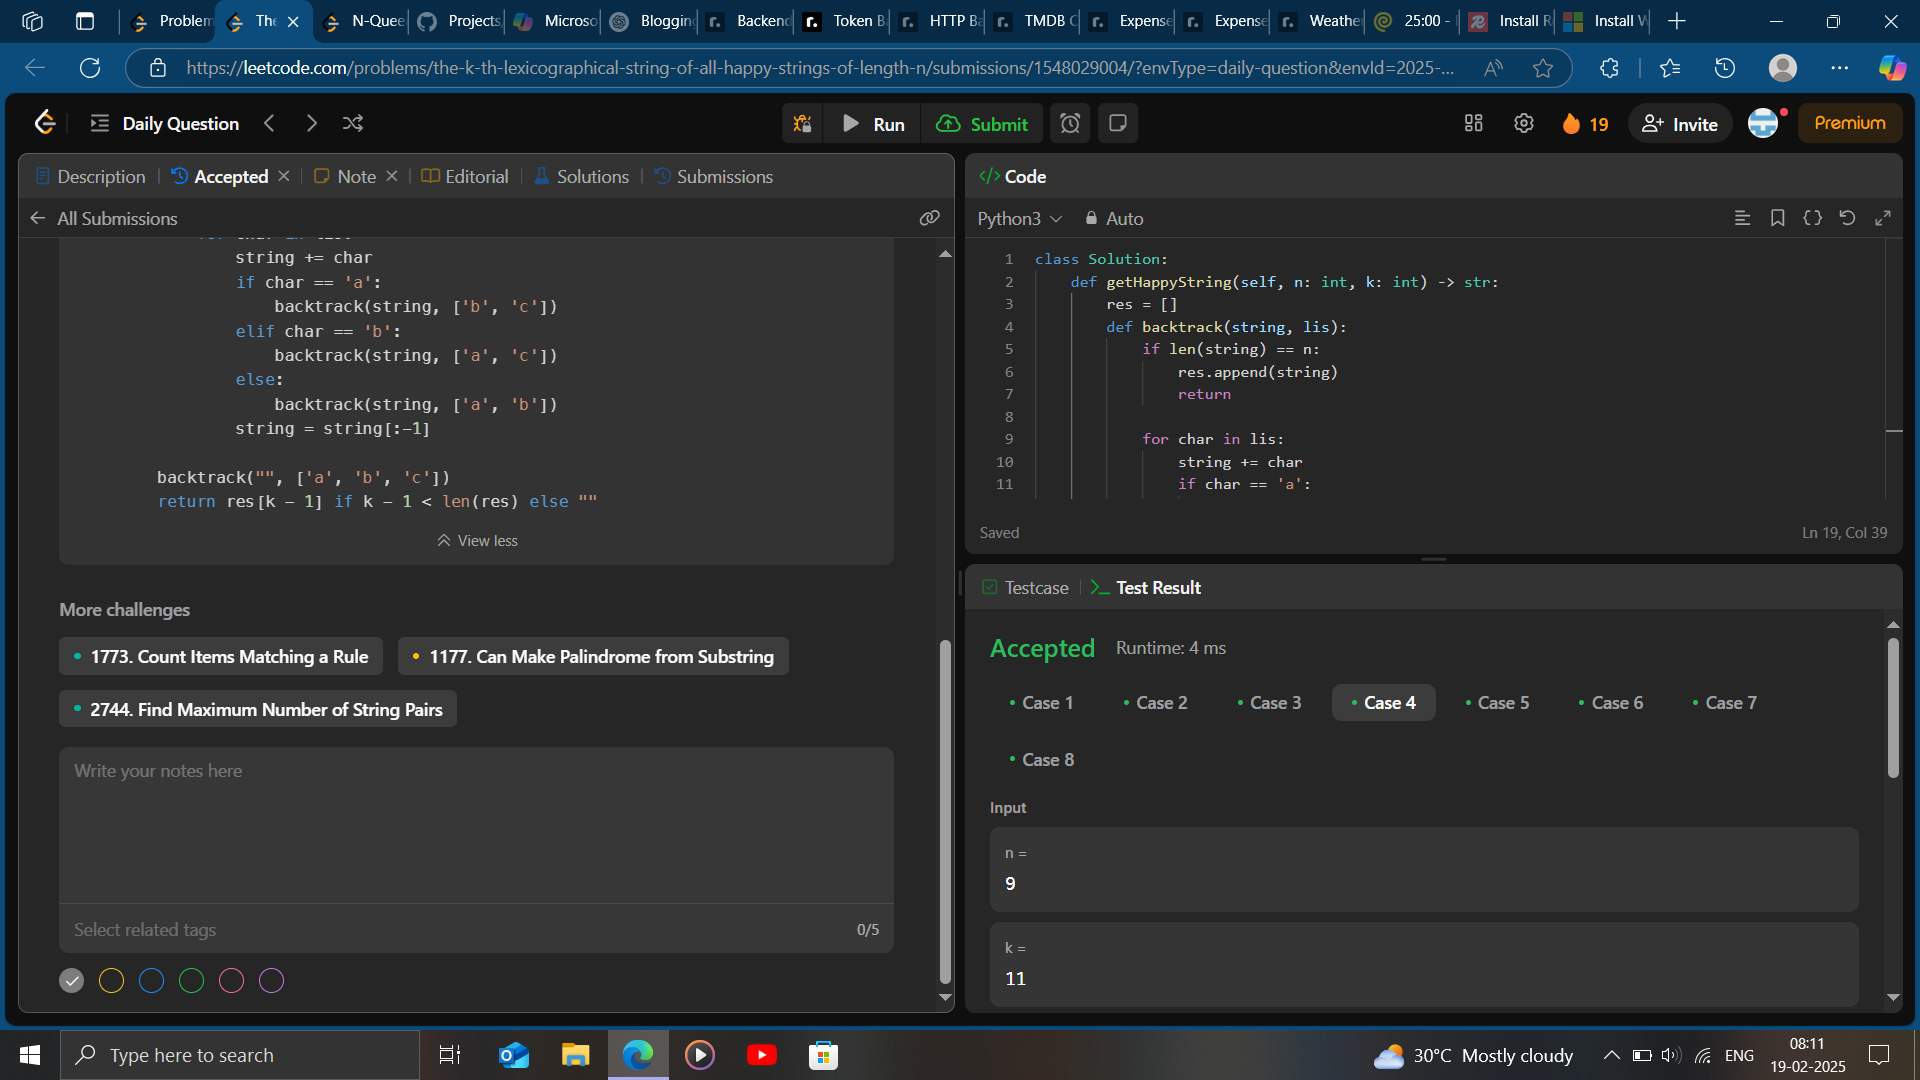 Problem
The
N-Quee
Projects
Microso
Blogging
Backend
Token B
HTTP Ba
TMDB C
Expense
Expense
Weather
25:00 -
Install R
Install W
https://leetcode.com/problems/the-k-th-lexicographical-string-of-all-happy-strings-of-length-n/submissions/1548029004/?envType=daily-question&envId=2025-...
Daily Question
Run
Submit
19
Invite
Premium
Description
Accepted
Note
Editorial
Solutions
Submissions
All Submissions
string += char
if char == 'a':
backtrack(string, ['b', 'c'])
elif char == 'b':
backtrack(string, ['a', 'c'])
else:
backtrack(string, ['a', 'b'])
string = string[:-1]
backtrack("", ['a', 'b', 'c'])
return res[k - 1] if k - 1 < len(res) else ""
View less
More challenges
1773. Count Items Matching a Rule
1177. Can Make Palindrome from Substring
2744. Find Maximum Number of String Pairs
Write your notes here
Select related tags
0/5
</> Code
Python3
Auto
1 class Solution:
2 def getHappyString(self, n: int, k: int) -> str:
3 res = []
4 def backtrack(string, lis):
5 if len(string) == n:
6 res.append(string)
7 return
8
9 for char in lis:
10 string += char
11 if char == 'a':
Saved
Ln 19, Col 39
Testcase
Test Result
Accepted
Runtime: 4 ms
Case 1
Case 2
Case 3
Case 4
Case 5
Case 6
Case 7
Case 8
Input
n =
9
k =
11
Type here to search
30°C Mostly cloudy
ENG
08:11
19-02-2025